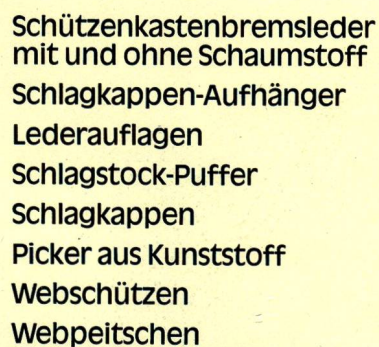 Schützenkastenbremsleder
mit und ohne Schaumstoff
Schlagkappen-Aufhänger
Lederauflagen
Schlagstock-Puffer
Schlagkappen
Picker aus Kunststoff
Webschützen
Webpeitschen